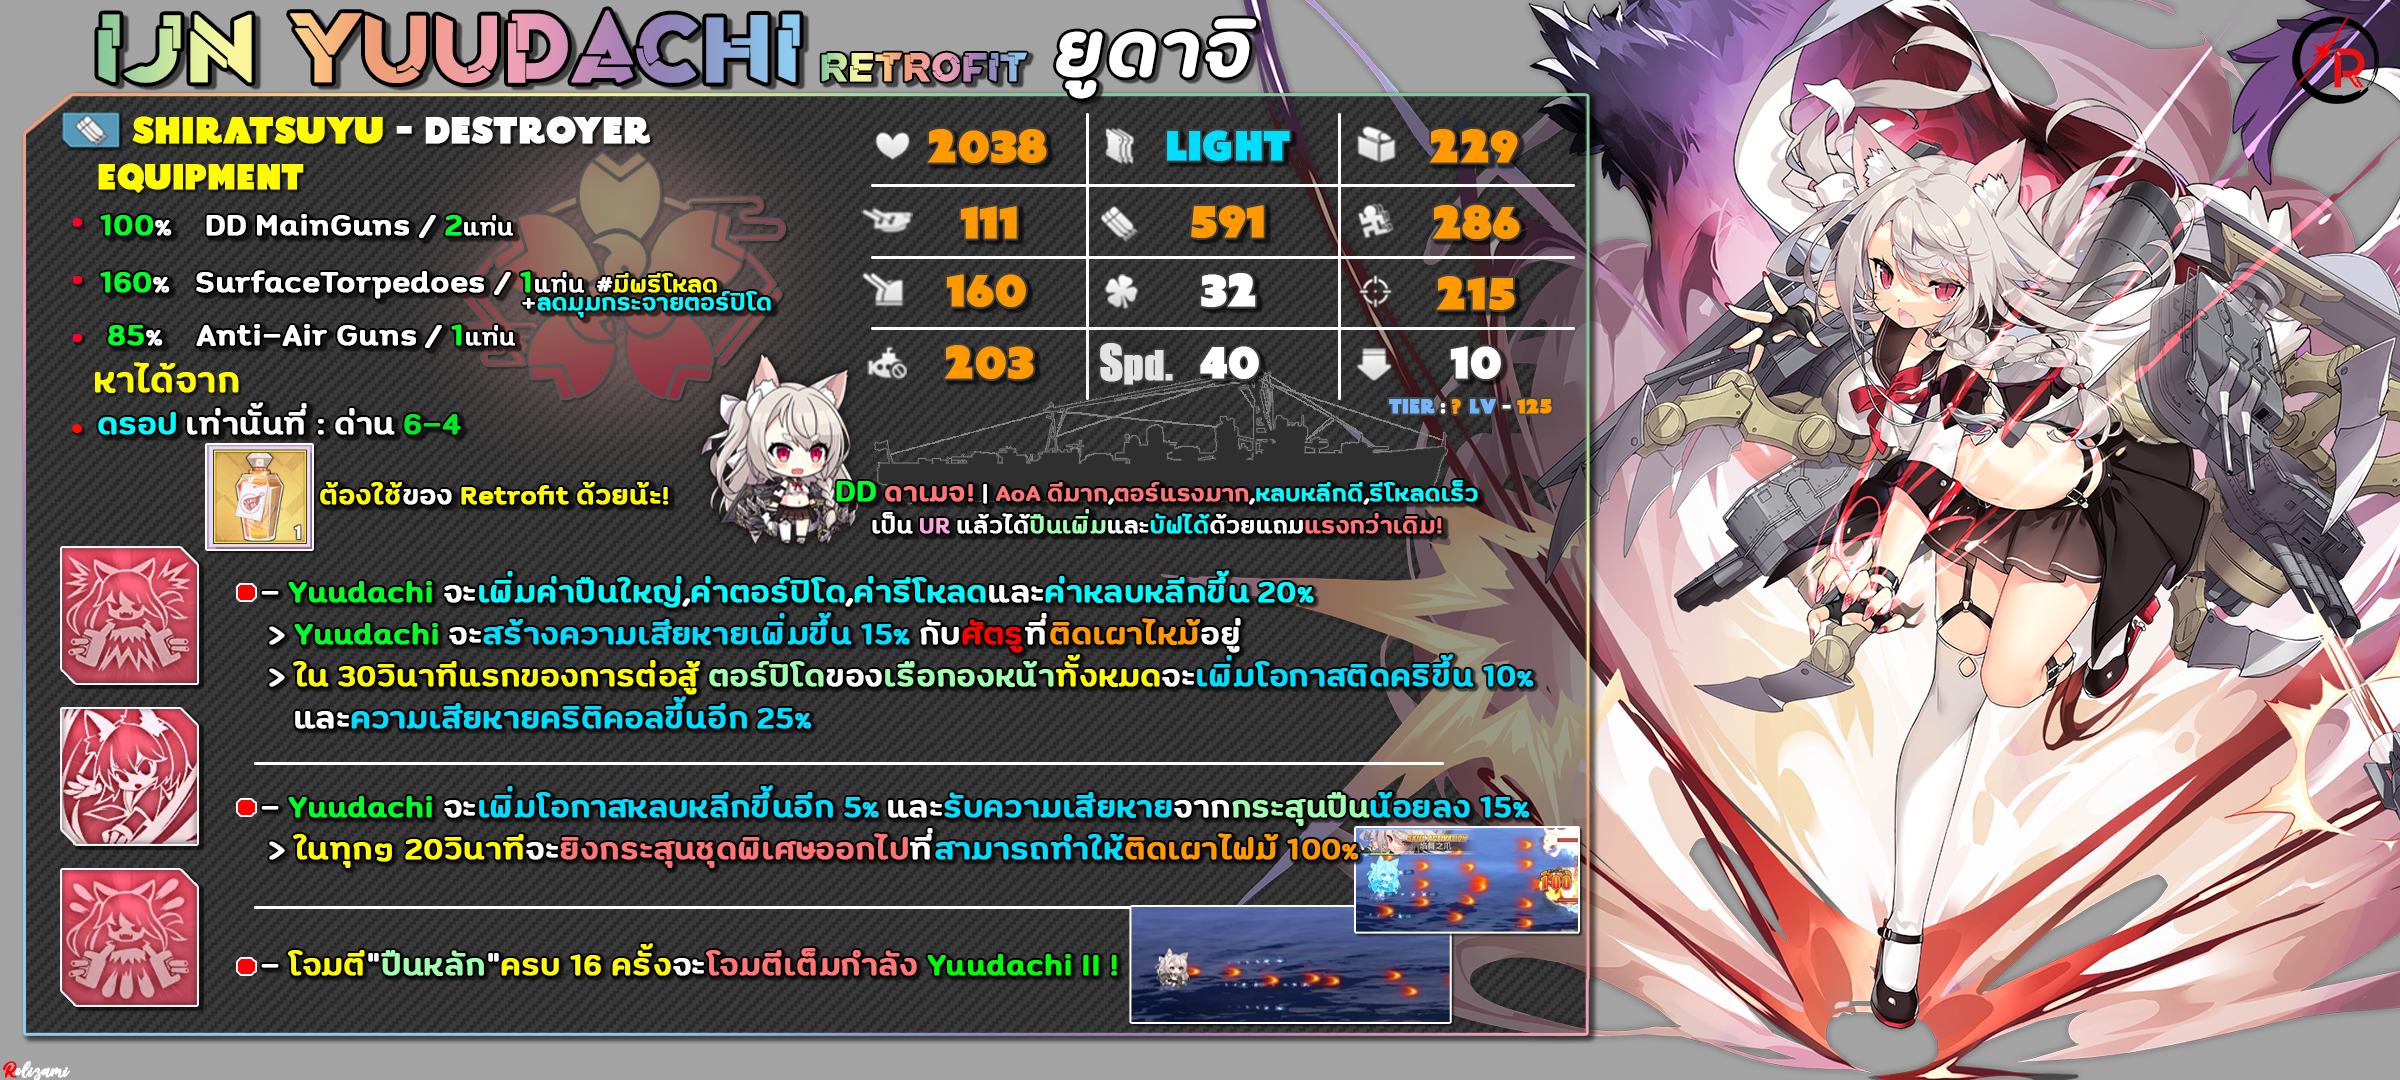 IJN YUUDACHI RETROFIT ยูดาจิ
SHIRATSUYU - DESTROYER
EQUIPMENT
100% DD MainGuns / 2แท่น
160% SurfaceTorpedoes / 1แท่น #มีพรีโหลด
+ลดมุมกระจายตอร์ปิโด
85% Anti-Air Guns / 1แท่น
หาได้จาก
ดรอป เท่านั้นที่ : ด่าน 6-4
1
ต้องใช้ของ Retrofit ด้วยน้ะ!
2038 LIGHT 229
111 591 286
160 32 215
203 Spd. 40 10
TIER : ? LV - 125
DD ดาเมจ! | AoA ดีมาก,ตอร์แรงมาก,หลบหลีกดี,รีโหลดเร็ว
เป็น UR แล้วได้ปืนเพิ่มและบัฟได้ด้วยแถมแรงกว่าเดิม!
- Yuudachi จะเพิ่มค่าปืนใหญ่,ค่าตอร์ปิโด,ค่ารีโหลดและค่าหลบหลีกขึ้น 20%
> Yuudachi จะสร้างความเสียหายเพิ่มขึ้น 15% กับศัตรูที่ติดเผาไหม้อยู่
> ใน 30วินาทีแรกของการต่อสู้ ตอร์ปิโดของเรือกองหน้าทั้งหมดจะเพิ่มโอกาสติดคริขึ้น 10%
และความเสียหายคริติคอลขึ้นอีก 25%
- Yuudachi จะเพิ่มโอกาสหลบหลีกขึ้นอีก 5% และรับความเสียหายจากกระสุนปืนน้อยลง 15%
> ในทุกๆ 20วินาทีจะยิงกระสุนชุดพิเศษออกไปที่สามารถทำให้ติดเผาไฟม้ 100%
SKILL ACTIVATION
100
- โจมตี"ปืนหลัก"ครบ 16 ครั้งจะโจมตีเต็มกำลัง Yuudachi II !
R
Rolizami